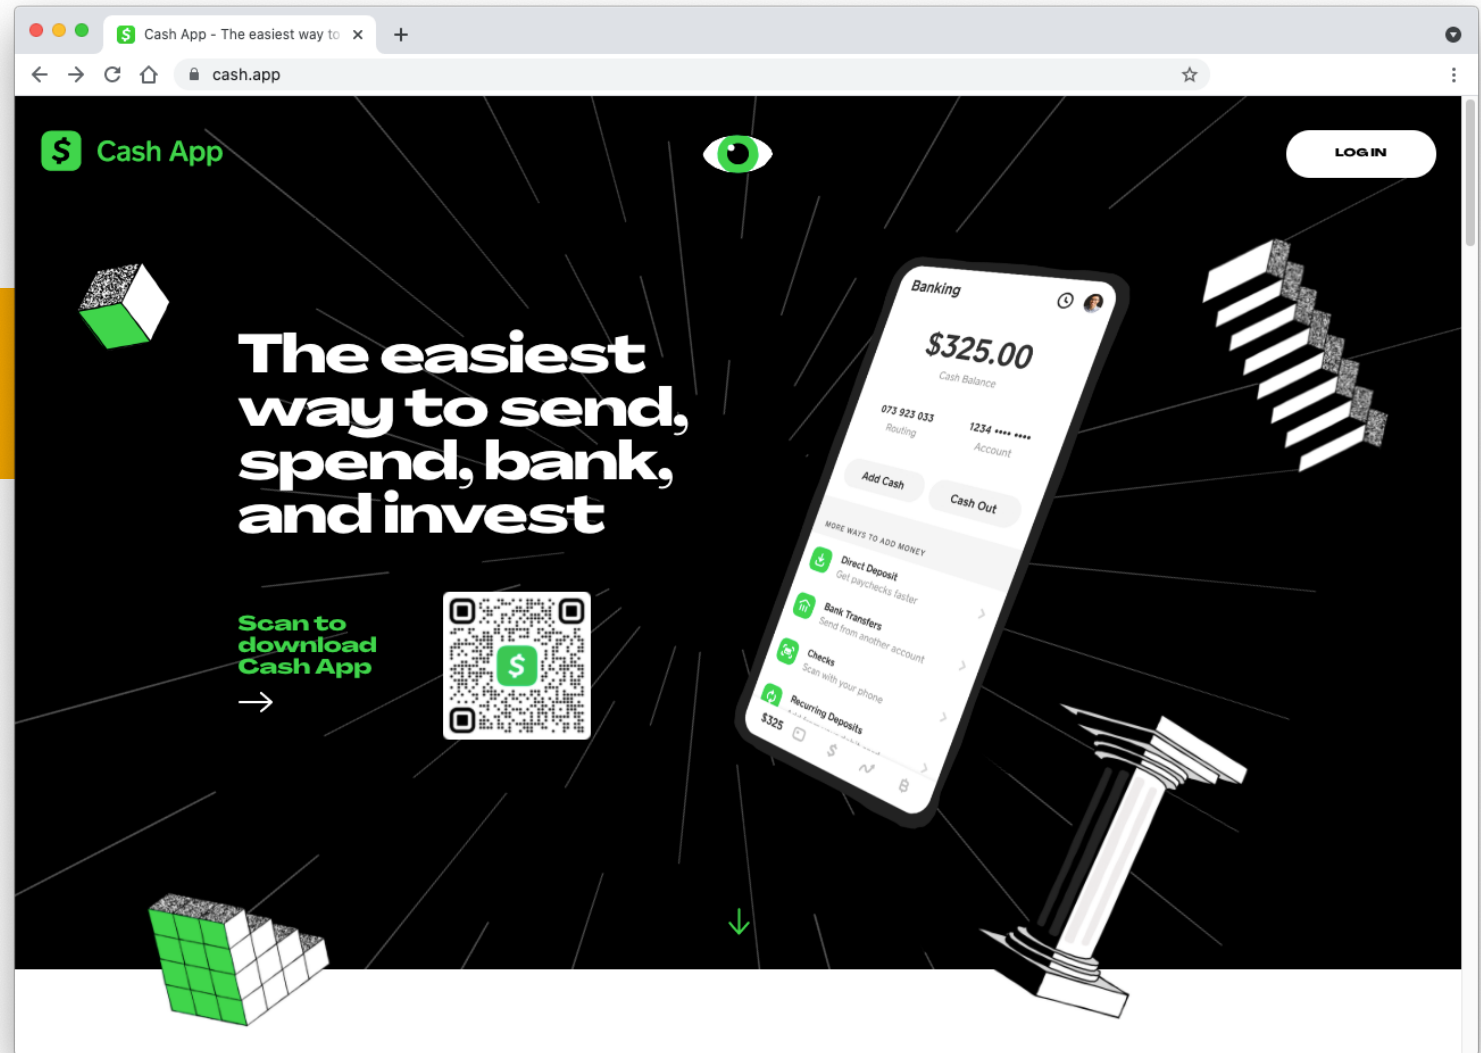 Cash App - The easiest way to
cash.app
Cash App
LOG IN
The easiest
way to send,
spend, bank,
and invest
Scan to
download
Cash App
Banking
$325.00
Cash Balance
073 923 033
Routing
1234 •••• ••••
Account
Add Cash
Cash Out
MORE WAYS TO ADD MONEY
Direct Deposit
Get paychecks faster
Bank Transfers
Send from another account
Checks
Scan with your phone
Recurring Deposits
$325